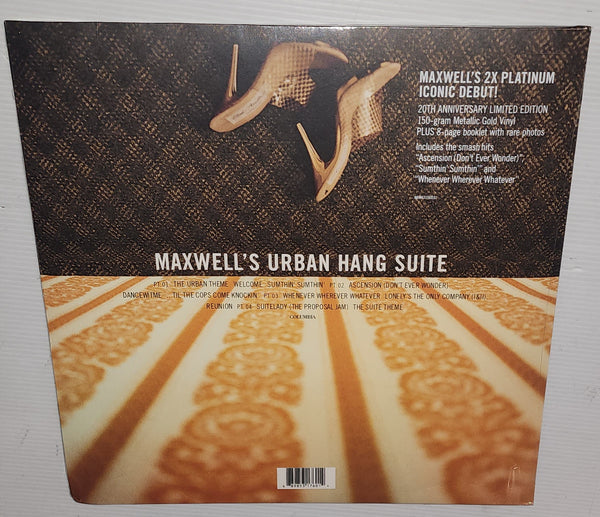 MAXWELL'S 2X PLATINUM
ICONIC DEBUT!
20TH ANNIVERSARY LIMITED EDITION
150-gram Metallic Gold Vinyl
PLUS 8-page booklet with rare photos
Includes the smash hits
"Ascension (Don't Ever Wonder)",
"Sumthin' Sumthin'" and
"Whenever Wherever Whatever
MAXWELL'S URBAN HANG SUITE
PT:01 THE URBAN THEME WELCOME SUMTHIN' SUMTHIN' PT:02 ASCENSION (DON'T EVER WONDER)
DANCEWITME ...TIL THE COPS COME KNOCKIN' PT:03 WHENEVER WHEREVER WHATEVER LONELY'S THE ONLY COMPANY (I&II)
REUNION PT:04 SUITELADY (THE PROPOSAL JAM) THE SUITE THEME
COLUMBIA